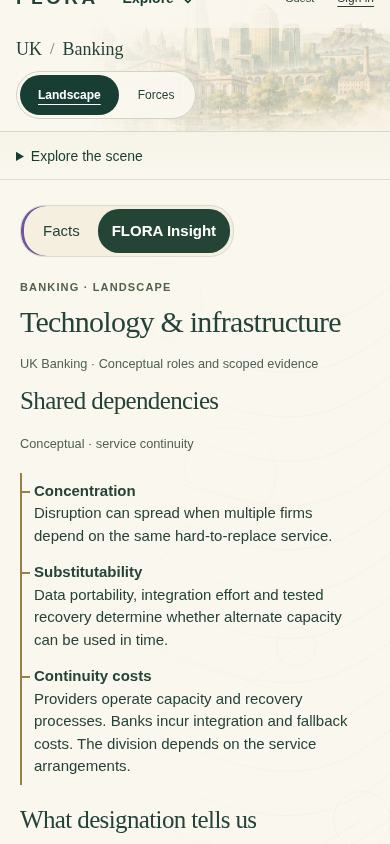 FLORA Explore Guest Sign in
UK / Banking
Landscape Forces
Explore the scene
Facts FLORA Insight
BANKING · LANDSCAPE
Technology & infrastructure
UK Banking · Conceptual roles and scoped evidence
Shared dependencies
Conceptual · service continuity
Concentration
Disruption can spread when multiple firms
depend on the same hard-to-replace service.
Substitutability
Data portability, integration effort and tested
recovery determine whether alternate capacity
can be used in time.
Continuity costs
Providers operate capacity and recovery
processes. Banks incur integration and fallback
costs. The division depends on the service
arrangements.
What designation tells us